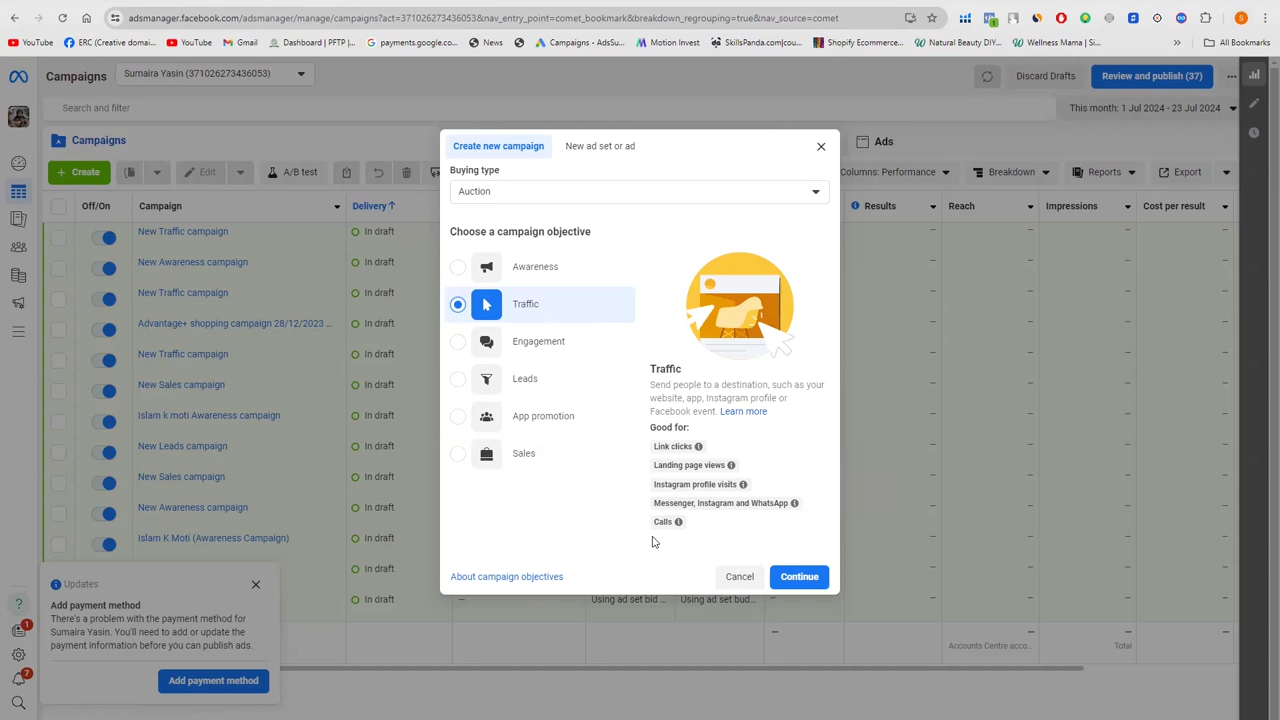 adsmanager.facebook.com/adsmanager/manage/campaigns?act=371026273436053&nav_entry_point=comet_bookmark&breakdown_regrouping=true&nav_source=comet
YouTube ERC (Creative domai... YouTube Gmail Dashboard | PFTP |... payments.google.co... News Campaigns - AdsSu... Motion Invest SkillsPanda.com|cou... Shopify Ecommerce... Natural Beauty DIY... Wellness Mama | Si... » All Bookmarks
Campaigns Sumaira Yasin (371026273436053) Discard Drafts Review and publish (37)
Search and filter This month: 1 Jul 2024 - 23 Jul 2024
Campaigns Ads
+ Create Edit A/B test Columns: Performance Breakdown Reports Export
Off/On Campaign Delivery ↑ Results Reach Impressions Cost per result
New Traffic campaign In draft
New Awareness campaign In draft
New Traffic campaign In draft
Advantage+ shopping campaign 28/12/2023 ... In draft
New Traffic campaign In draft
New Sales campaign In draft
Islam k moti Awareness campaign In draft
New Leads campaign In draft
New Sales campaign In draft
New Awareness campaign In draft
Islam K Moti (Awareness Campaign) In draft
In draft
In draft Using ad set bid ... Using ad set bud...
Accounts Centre acco... Total
Create new campaign New ad set or ad
Buying type
Auction
Choose a campaign objective
Awareness
Traffic
Engagement
Leads
App promotion
Sales
Traffic
Send people to a destination, such as your
website, app, Instagram profile or
Facebook event. Learn more
Good for:
Link clicks
Landing page views
Instagram profile visits
Messenger, Instagram and WhatsApp
Calls
About campaign objectives Cancel Continue
Updates
Add payment method
There's a problem with the payment method for
Sumaira Yasin. You'll need to add or update the
payment information before you can publish ads.
Add payment method
1
7